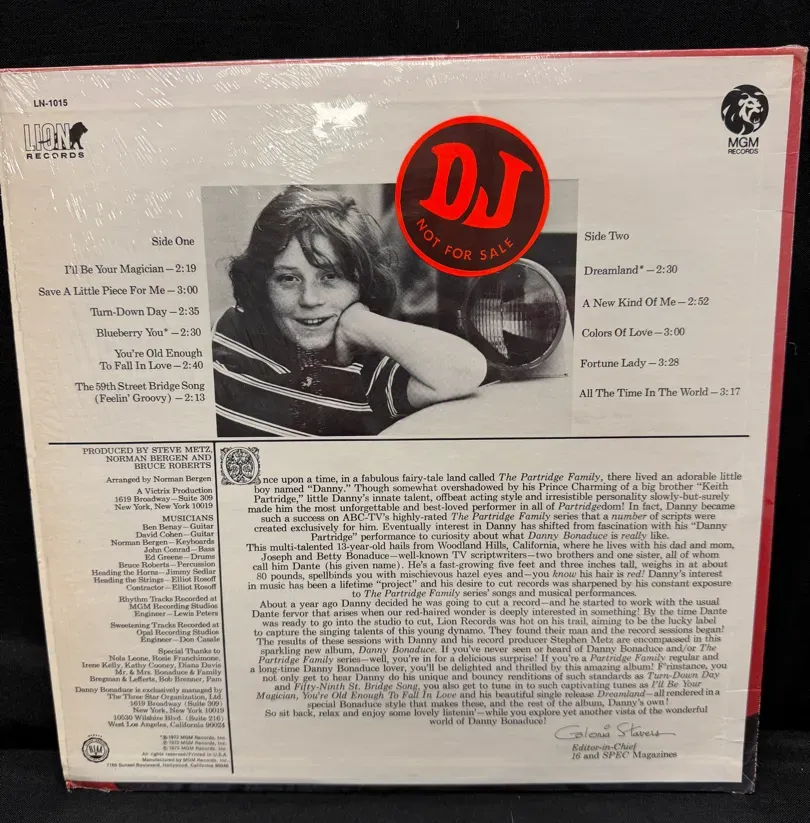 LN-1015
LION
RECORDS
MGM
RECORDS
DJ
NOT FOR SALE
Side One
I'll Be Your Magician — 2:19
Save A Little Piece For Me — 3:00
Turn-Down Day — 2:35
Blueberry You* — 2:30
You're Old Enough
To Fall In Love — 2:40
The 59th Street Bridge Song
(Feelin' Groovy) — 2:13
Side Two
Dreamland* — 2:30
A New Kind Of Me — 2:52
Colors Of Love — 3:00
Fortune Lady — 3:28
All The Time In The World — 3:17
PRODUCED BY STEVE METZ,
NORMAN BERGEN AND
BRUCE ROBERTS
Arranged by Norman Bergen
A Victrix Production
1619 Broadway—Suite 309
New York, New York 10019
MUSICIANS
Ben Benay—Guitar
David Cohen—Guitar
Norman Bergen—Keyboards
John Conrad—Bass
Ed Greene—Drums
Bruce Roberts—Percussion
Heading the Horns—Jimmy Sedlar
Heading the Strings—Elliot Rosoff
Contractor—Elliot Rosoff
Rhythm Tracks Recorded at
MGM Recording Studios
Engineer—Lewis Peters
Sweetening Tracks Recorded at
Opal Recording Studios
Engineer—Don Casale
Special Thanks to
Nola Leone, Rosie Franchimone,
Irene Kelly, Kathy Cooney, Diana Davis
Mr. & Mrs. Bonaduce & Family
Bregman & Lefferts, Bob Brenner, Pam
Danny Bonaduce is exclusively managed by
The Three Star Organization, Ltd.
1619 Broadway (Suite 309)
New York, New York 10019
10530 Wilshire Blvd. (Suite 216)
West Los Angeles, California 90024
*℗ 1972 MGM Records, Inc.
℗ 1973 MGM Records, Inc.
© 1973 MGM Records, Inc.
All rights reserved/Printed in U.S.A.
Manufactured by MGM Records, Inc.
7165 Sunset Boulevard, Hollywood, California 90046
Once upon a time, in a fabulous fairy-tale land called The Partridge Family, there lived an adorable little
boy named "Danny." Though somewhat overshadowed by his Prince Charming of a big brother "Keith
Partridge," little Danny's innate talent, offbeat acting style and irresistible personality slowly-but-surely
made him the most unforgettable and best-loved performer in all of Partridgedom! In fact, Danny became
such a success on ABC-TV's highly-rated The Partridge Family series that a number of scripts were
created exclusively for him. Eventually interest in Danny has shifted from fascination with his "Danny
Partridge" performance to curiosity about what Danny Bonaduce is really like.
This multi-talented 13-year-old hails from Woodland Hills, California, where he lives with his dad and mom,
Joseph and Betty Bonaduce—well-known TV scriptwriters—two brothers and one sister, all of whom
call him Dante (his given name). He's a fast-growing five feet and three inches tall, weighs in at about
80 pounds, spellbinds you with mischievous hazel eyes and—you know his hair is red! Danny's interest
in music has been a lifetime "project" and his desire to cut records was sharpened by his constant exposure
to The Partridge Family series' songs and musical performances.
About a year ago Danny decided he was going to cut a record—and he started to work with the usual
Dante fervor that arises when our red-haired wonder is deeply interested in something! By the time Dante
was ready to go into the studio to cut, Lion Records was hot on his trail, aiming to be the lucky label
to capture the singing talents of this young dynamo. They found their man and the record sessions began!
The results of these sessions with Danny and his record producer Stephen Metz are encompassed in this
sparkling new album, Danny Bonaduce. If you've never seen or heard of Danny Bonaduce and/or The
Partridge Family series—well, you're in for a delicious surprise! If you're a Partridge Family regular and
a long-time Danny Bonaduce lover, you'll be delighted and thrilled by this amazing album! F'rinstance, you
not only get to hear Danny do his unique and bouncy renditions of such standards as Turn-Down Day
and Fifty-Ninth St. Bridge Song, you also get to tune in to such captivating tunes as I'll Be Your
Magician, You're Old Enough To Fall In Love and his beautiful single release Dreamland—all rendered in a
special Bonaduce style that makes these, and the rest of the album, Danny's own!
So sit back, relax and enjoy some lovely listenin'—while you explore yet another vista of the wonderful
world of Danny Bonaduce!
Gloria Stavers
Editor-in-Chief
16 and SPEC Magazines